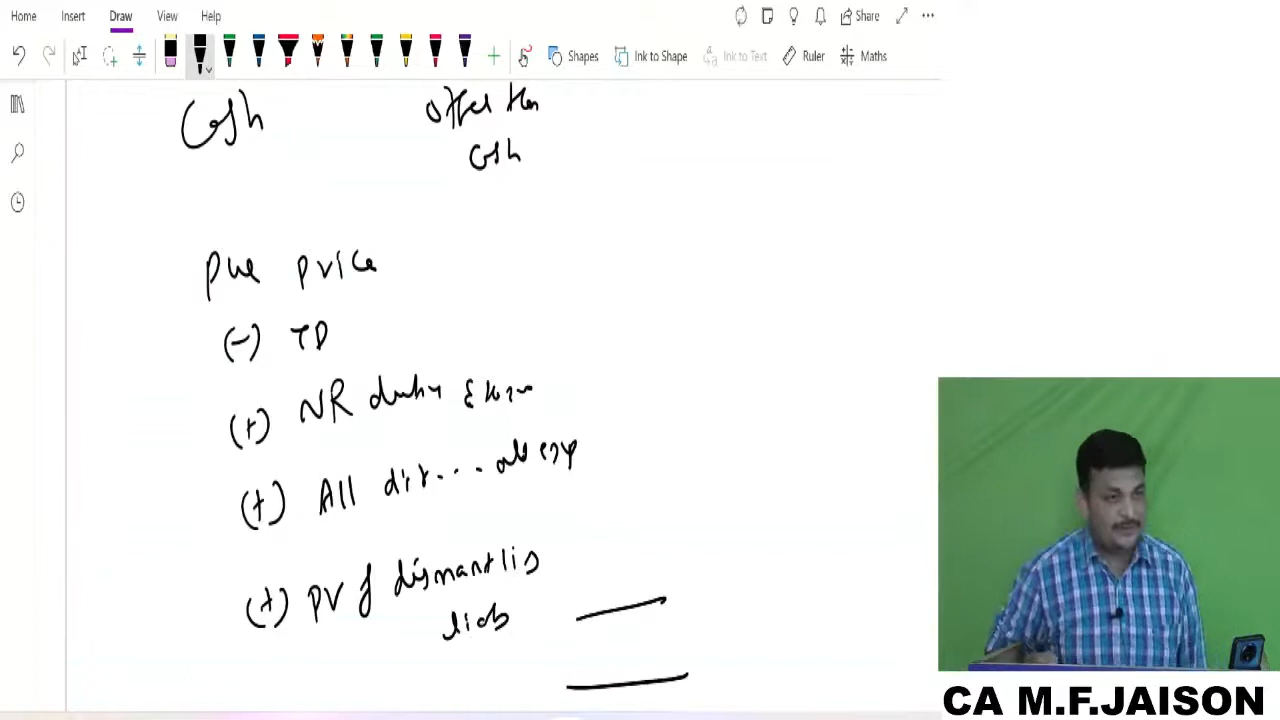 Home Insert Draw View Help Share
Shapes Ink to Shape Ink to Text Ruler Maths
Cash
other than
cash
Pur price
(-) TD
(+) NR duty & taxes
(+) All dir... att exp
(+) PV of dismantling
liab
CA M.F.JAISON